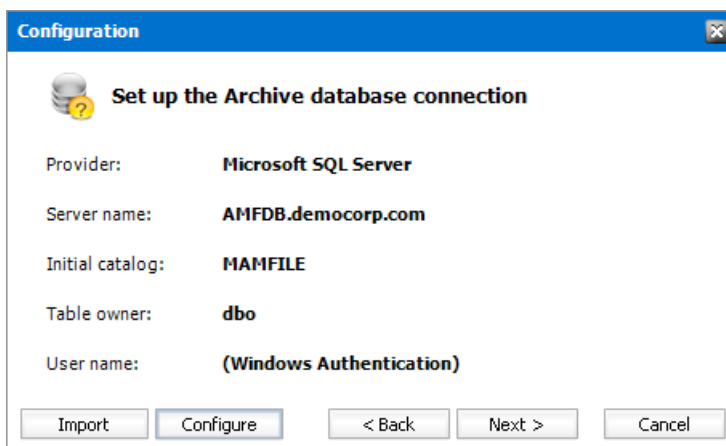 Configuration
Set up the Archive database connection
Provider: Microsoft SQL Server
Server name: AMFDB.democorp.com
Initial catalog: MAMFILE
Table owner: dbo
User name: (Windows Authentication)
Import Configure < Back Next > Cancel